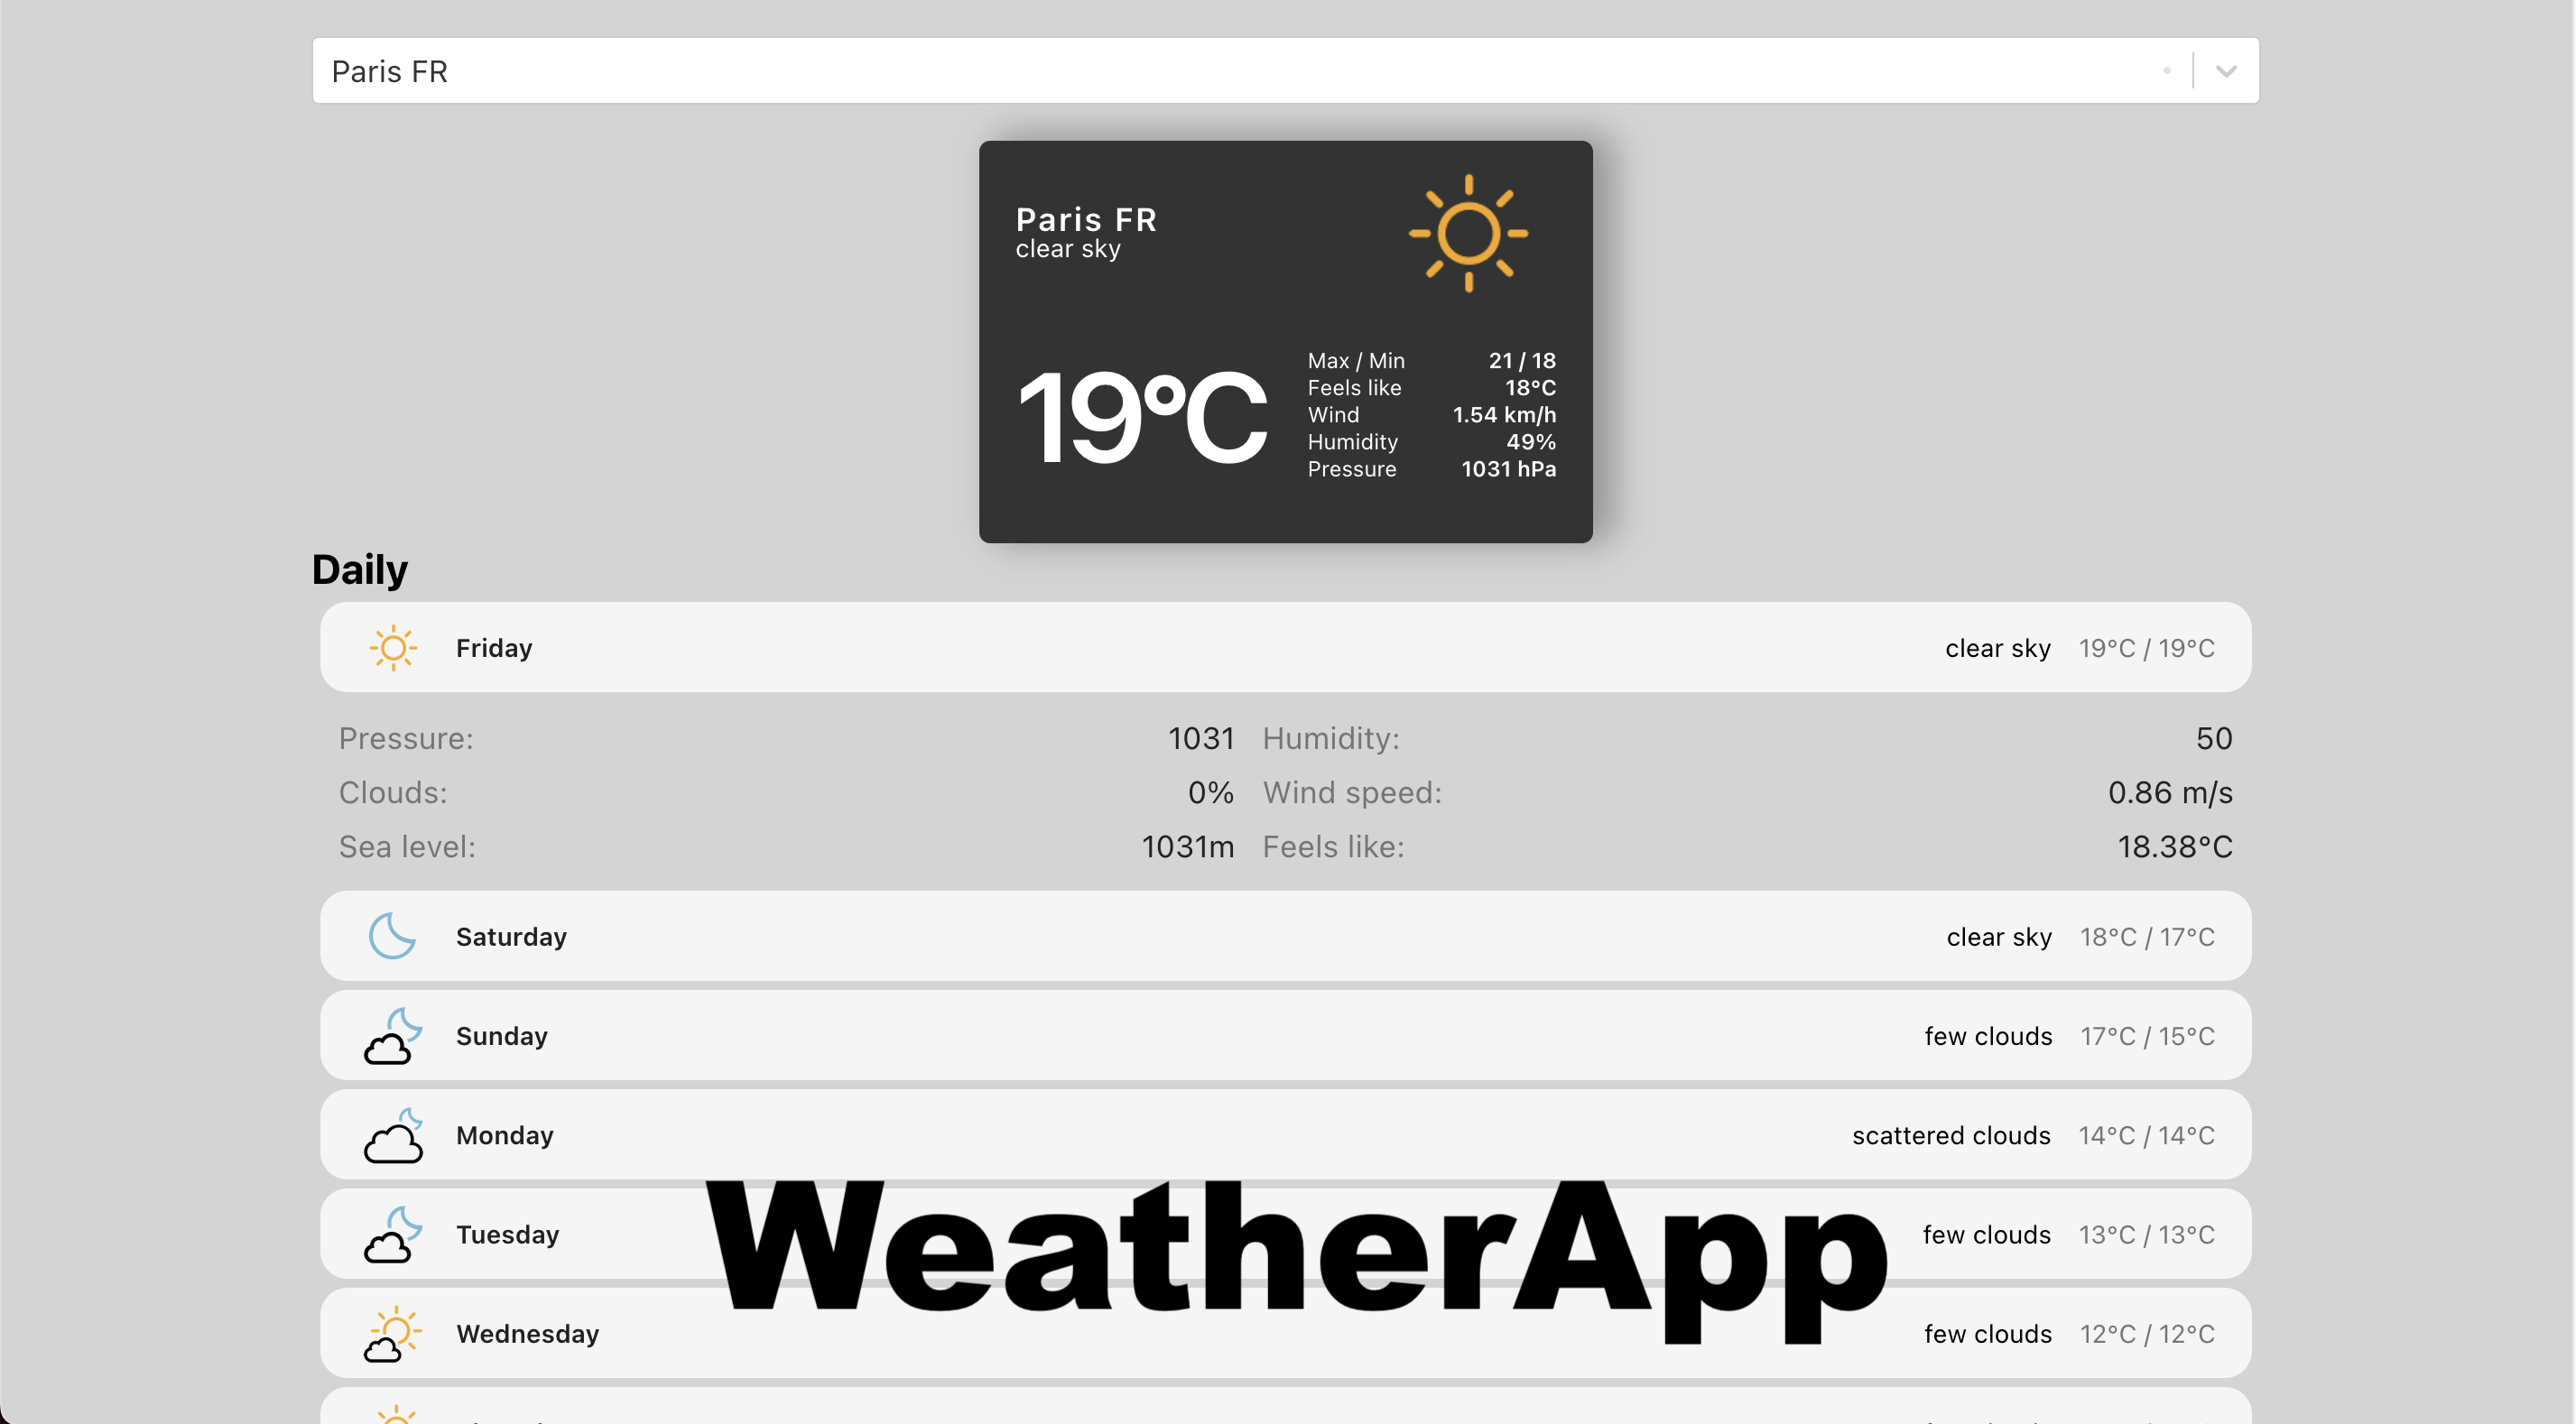 Paris FR
Paris FR
clear sky
19°C
Max / Min 21 / 18
Feels like 18°C
Wind 1.54 km/h
Humidity 49%
Pressure 1031 hPa
Daily
Friday clear sky 19°C / 19°C
Pressure: 1031 Humidity: 50
Clouds: 0% Wind speed: 0.86 m/s
Sea level: 1031m Feels like: 18.38°C
Saturday clear sky 18°C / 17°C
Sunday few clouds 17°C / 15°C
Monday scattered clouds 14°C / 14°C
Tuesday few clouds 13°C / 13°C
WeatherApp
Wednesday few clouds 12°C / 12°C